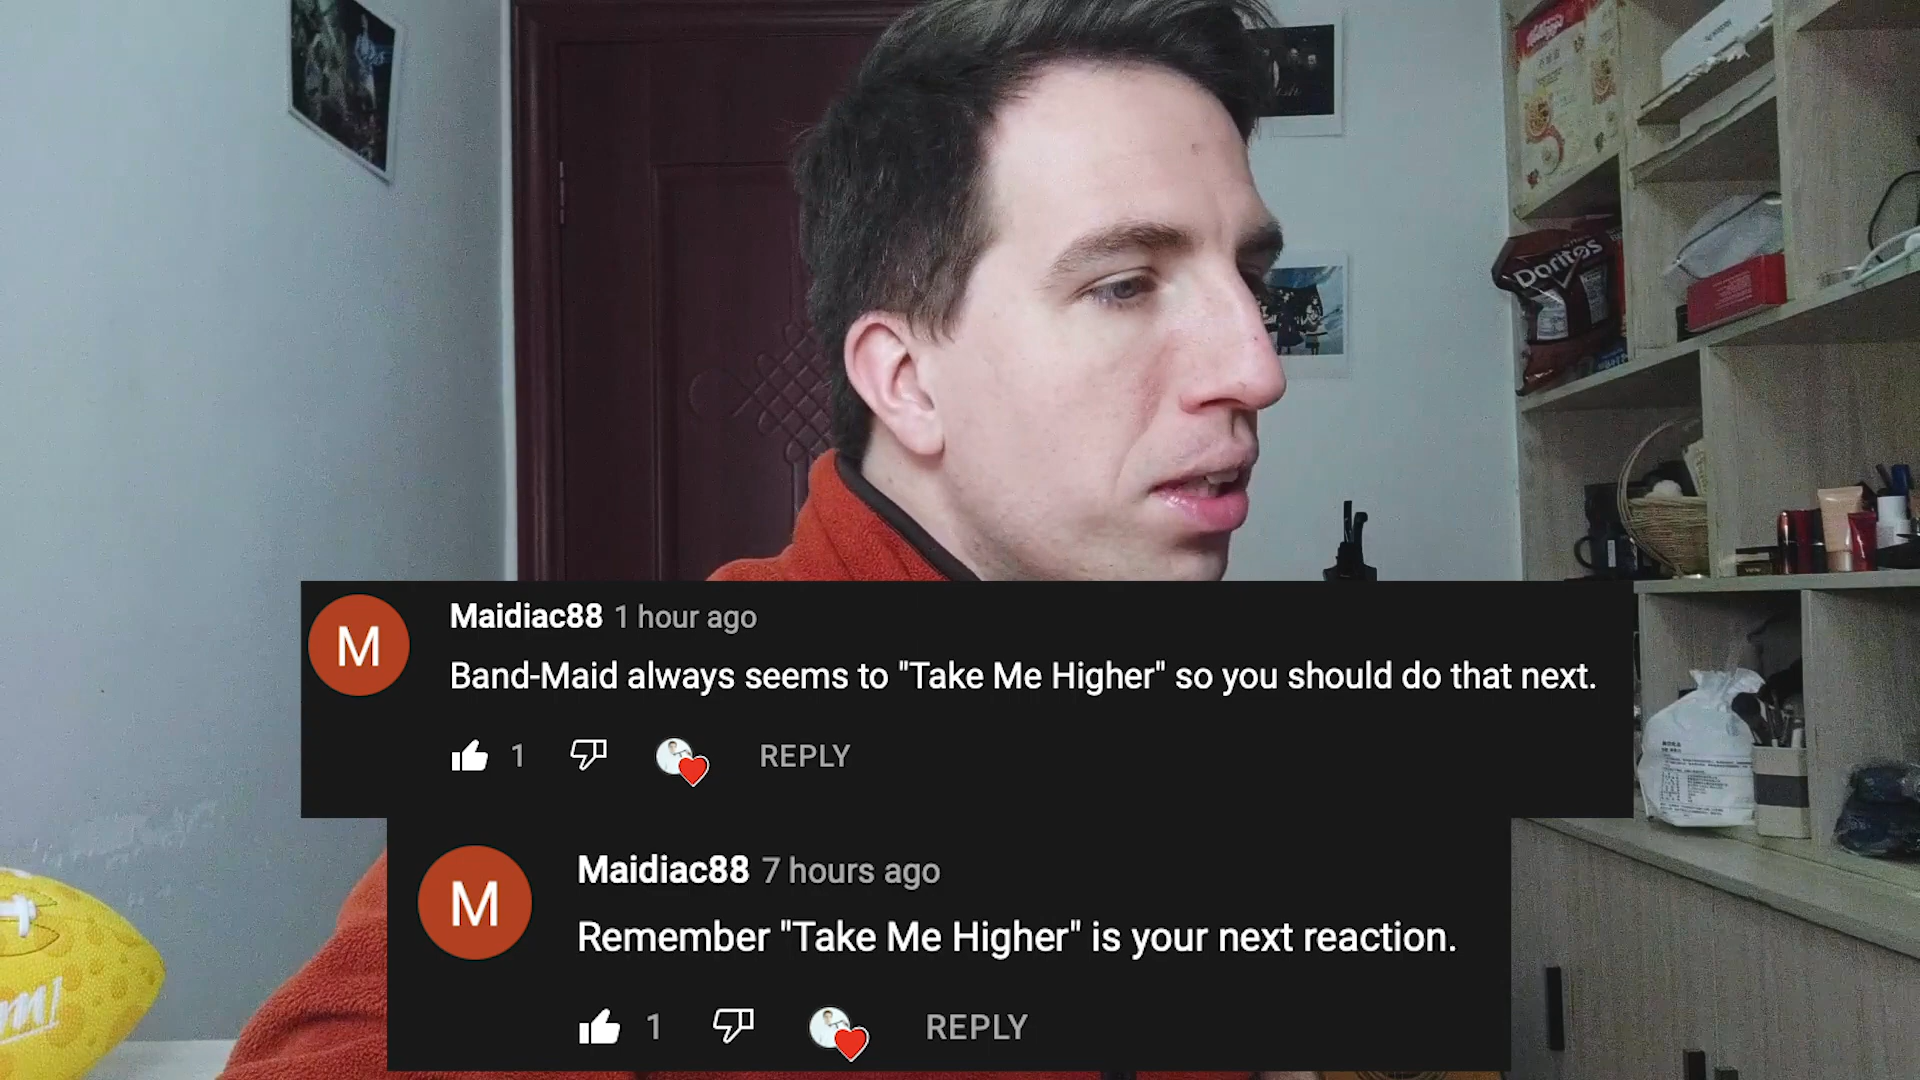 Doritos
M
Maidiac88 1 hour ago
Band-Maid always seems to "Take Me Higher" so you should do that next.
1
REPLY
M
Maidiac88 7 hours ago
Remember "Take Me Higher" is your next reaction.
1
REPLY
m!